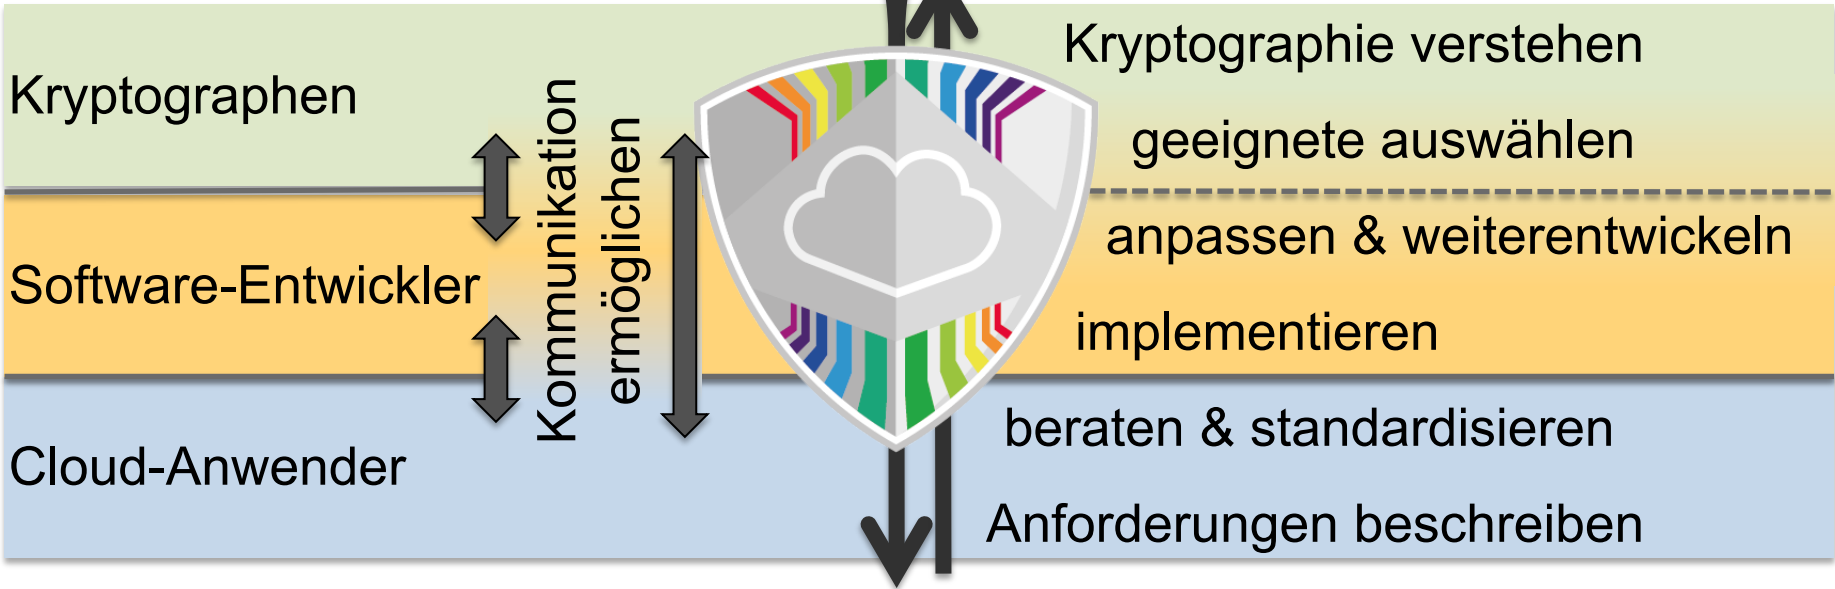 Kryptographen
Software-Entwickler
Cloud-Anwender
Kommunikation
ermöglichen
Kryptographie verstehen
geeignete auswählen
anpassen & weiterentwickeln
implementieren
beraten & standardisieren
Anforderungen beschreiben